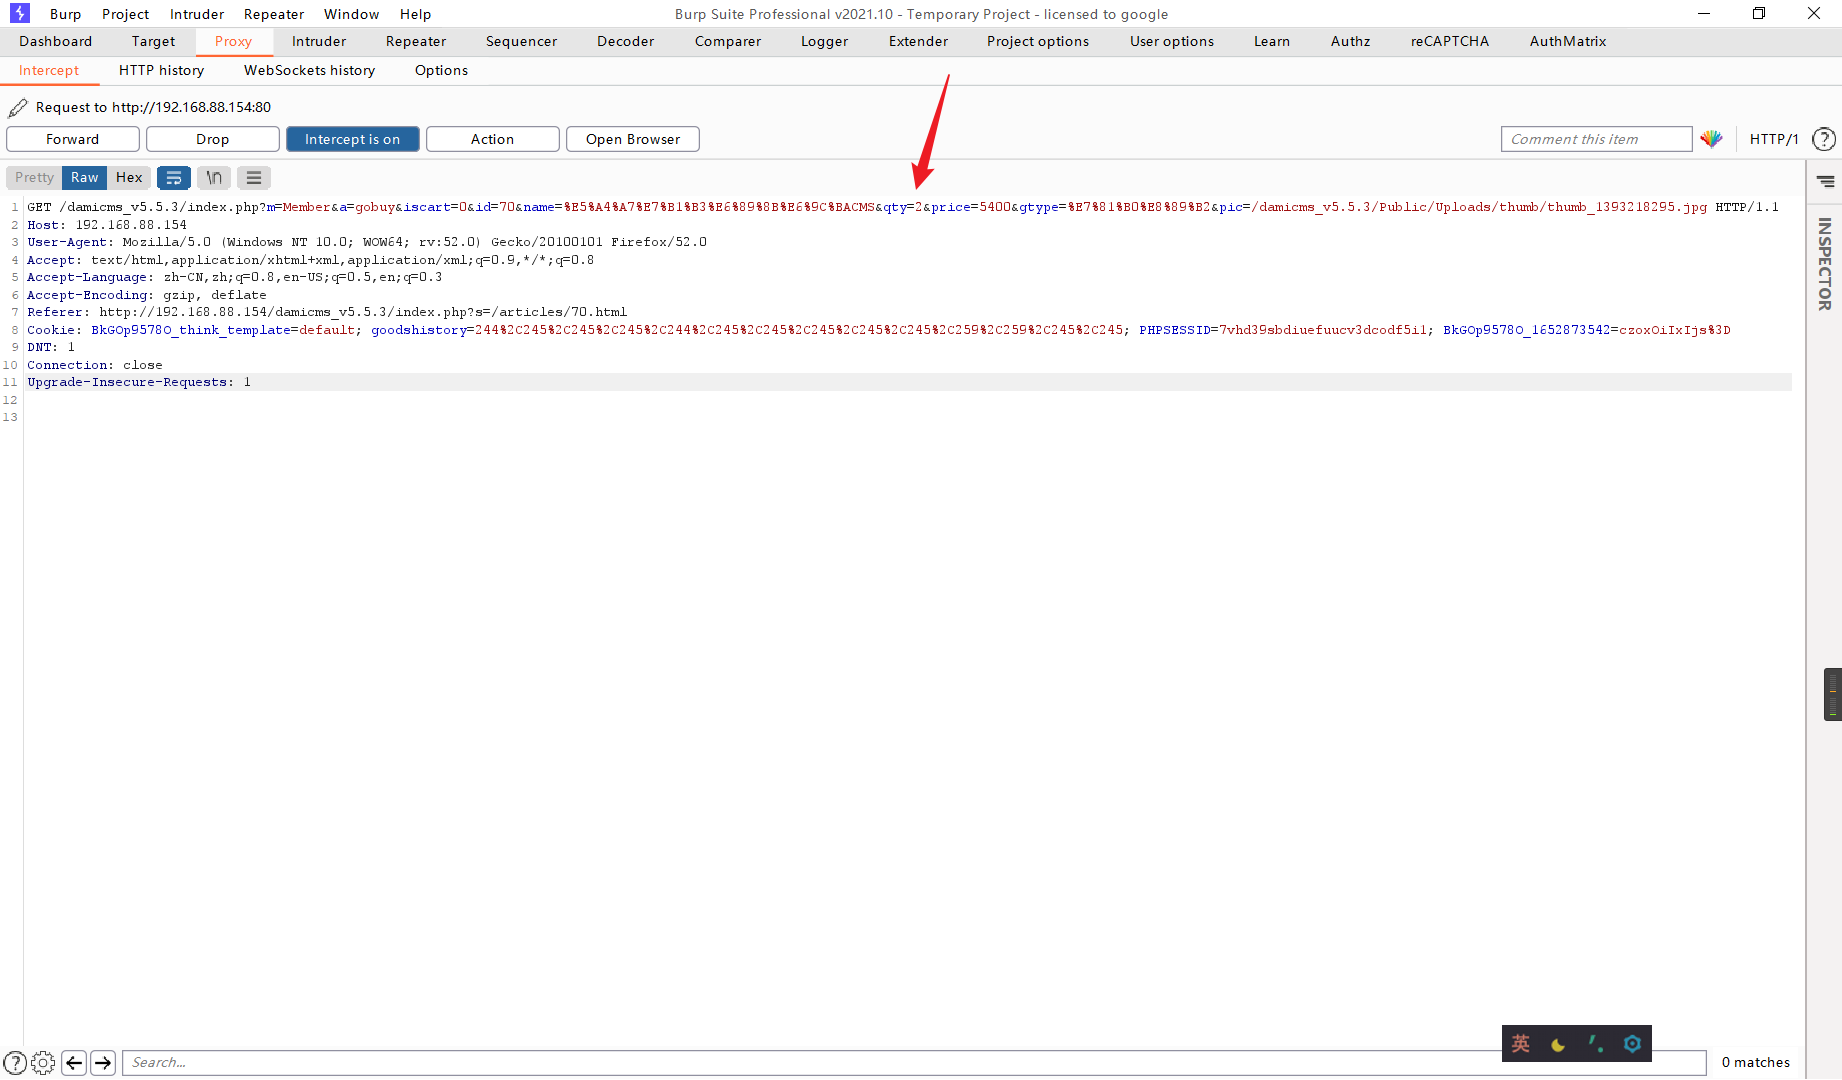 Burp Project Intruder Repeater Window Help
Burp Suite Professional v2021.10 - Temporary Project - licensed to google
Dashboard Target Proxy Intruder Repeater Sequencer Decoder Comparer Logger Extender Project options User options Learn Authz reCAPTCHA AuthMatrix
Intercept HTTP history WebSockets history Options
Request to http://192.168.88.154:80
Forward Drop Intercept is on Action Open Browser Comment this item HTTP/1 ?
Pretty Raw Hex \n
INSPECTOR
1 GET /damicms_v5.5.3/index.php?m=Member&a=gobuy&iscart=0&id=70&name=%E5%A4%A7%E7%B1%B3%E6%89%8B%E6%9C%BACMS&qty=2&price=5400&gtype=%E7%81%B0%E8%89%B2&pic=/damicms_v5.5.3/Public/Uploads/thumb/thumb_1393218295.jpg HTTP/1.1
2 Host: 192.168.88.154
3 User-Agent: Mozilla/5.0 (Windows NT 10.0; WOW64; rv:52.0) Gecko/20100101 Firefox/52.0
4 Accept: text/html,application/xhtml+xml,application/xml;q=0.9,*/*;q=0.8
5 Accept-Language: zh-CN,zh;q=0.8,en-US;q=0.5,en;q=0.3
6 Accept-Encoding: gzip, deflate
7 Referer: http://192.168.88.154/damicms_v5.5.3/index.php?s=/articles/70.html
8 Cookie: BkGOp9578O_think_template=default; goodshistory=244%2C245%2C245%2C245%2C244%2C245%2C245%2C245%2C245%2C245%2C259%2C259%2C245%2C245; PHPSESSID=7vhd39sbdiuefuucv3dcodf5i1; BkGOp9578O_1652873542=czoxOiIxIjs%3D
9 DNT: 1
10 Connection: close
11 Upgrade-Insecure-Requests: 1
12
13
英
? Search... 0 matches